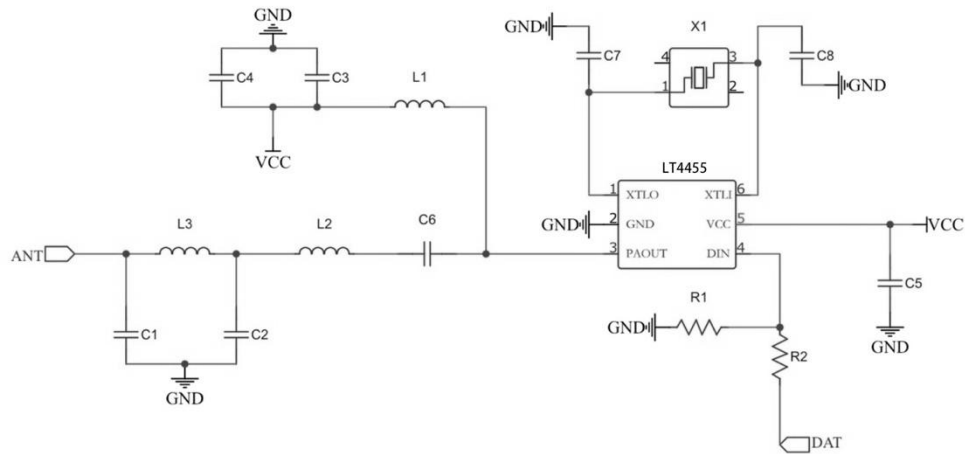 GND
C4
C3
L1
VCC
GND
C7
X1
4
3
1
2
C8
GND
LT4455
1
XTLO
XTLI
6
GND
2
GND
VCC
5
VCC
3
PAOUT
DIN
4
ANT
L3
L2
C6
C1
C2
GND
C5
GND
R1
GND
R2
DAT